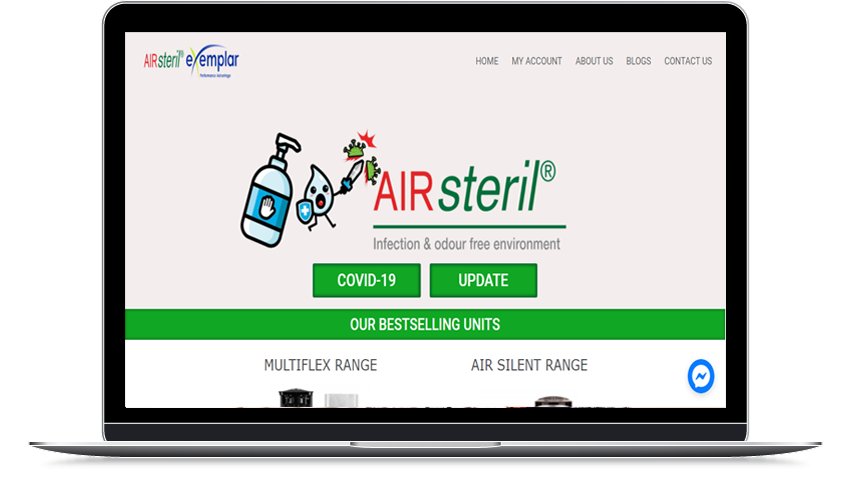 AIRsteril® exemplar
Performance Advantage
HOME MY ACCOUNT ABOUT US BLOGS CONTACT US
AIRsteril®
Infection & odour free environment
COVID-19 UPDATE
OUR BESTSELLING UNITS
MULTIFLEX RANGE AIR SILENT RANGE